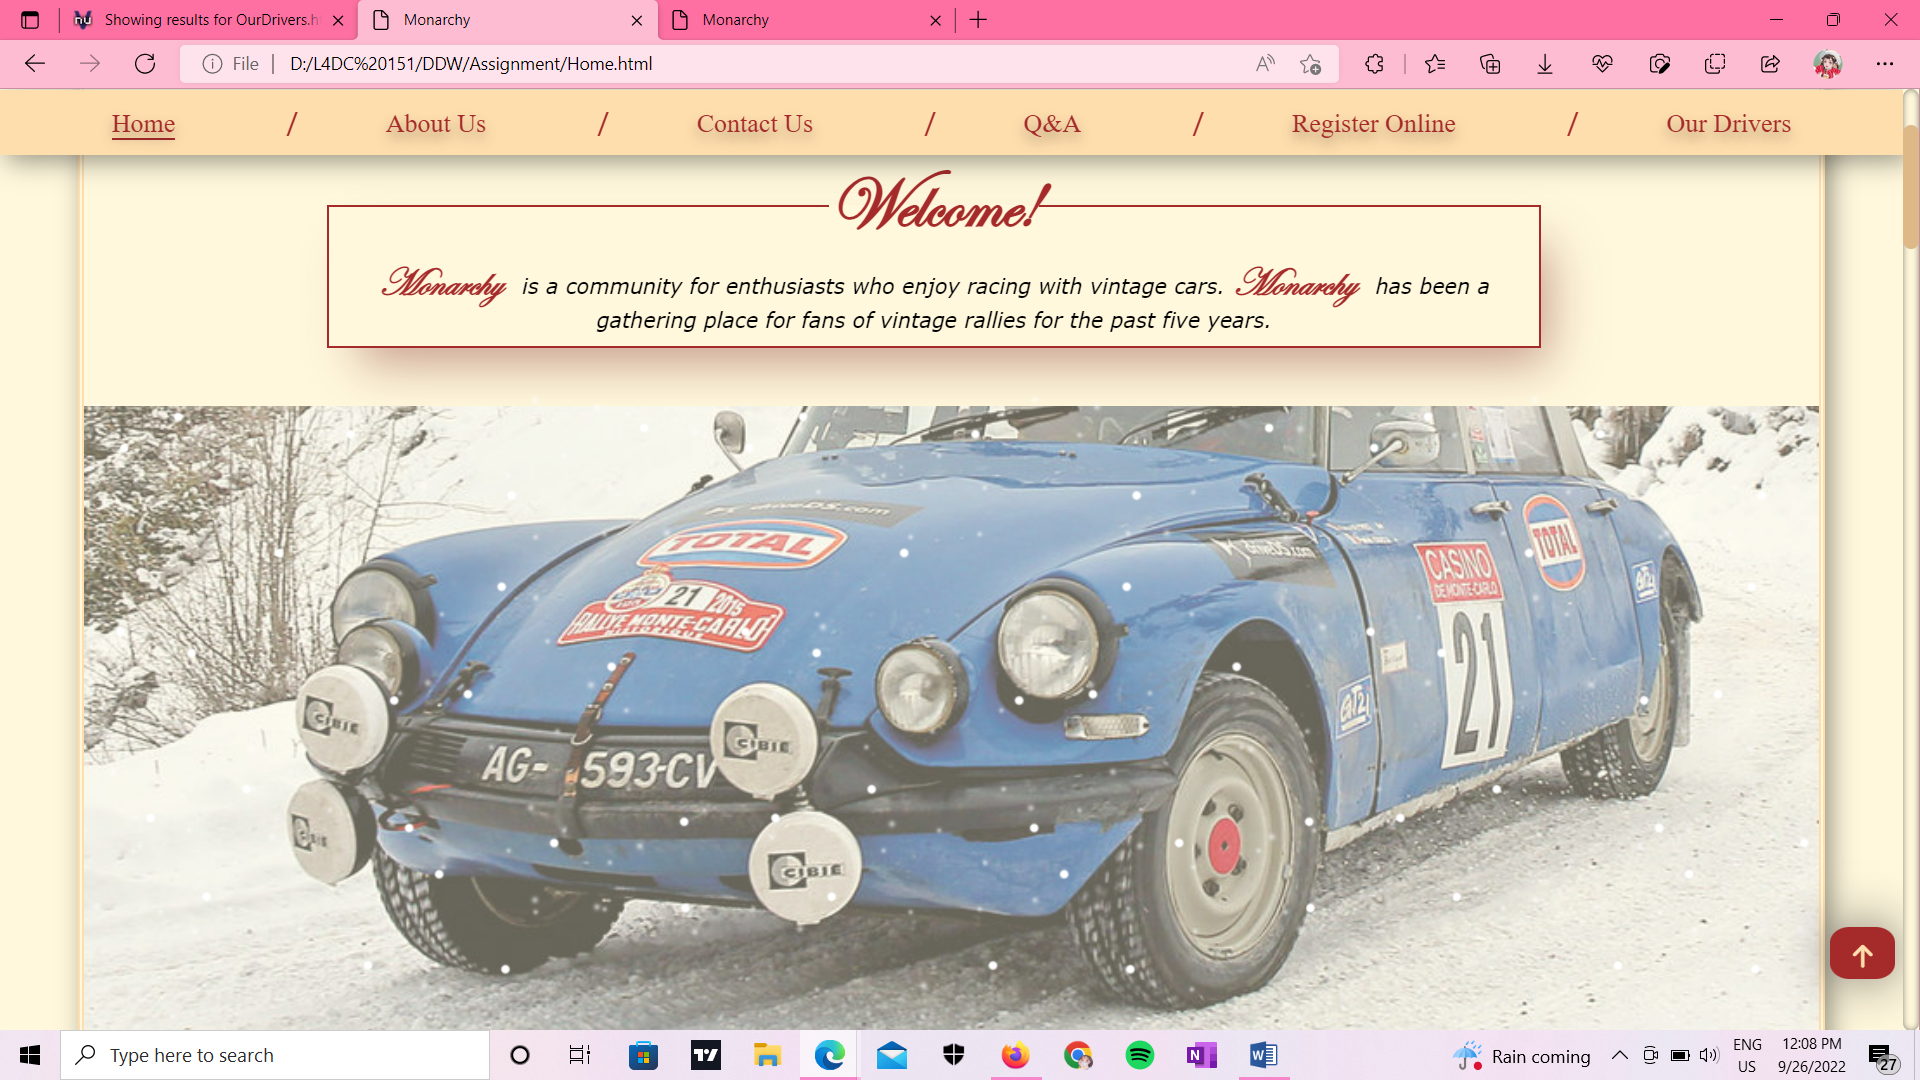 Showing results for OurDrivers.h
Monarchy
Monarchy
File
D:/L4DC%20151/DDW/Assignment/Home.html
Home / About Us / Contact Us / Q&A / Register Online / Our Drivers
Welcome!
Monarchy is a community for enthusiasts who enjoy racing with vintage cars. Monarchy has been a
gathering place for fans of vintage rallies for the past five years.
TOTAL
21 2015
RALLYE MONTE-CARLO
HISTORIQUE
TOTAL
CASINO
DE MONTE-CARLO
21
CIBIE
CIBIE
AG- 593-CV
CIBIE
Type here to search
Rain coming
ENG
US
12:08 PM
9/26/2022
27